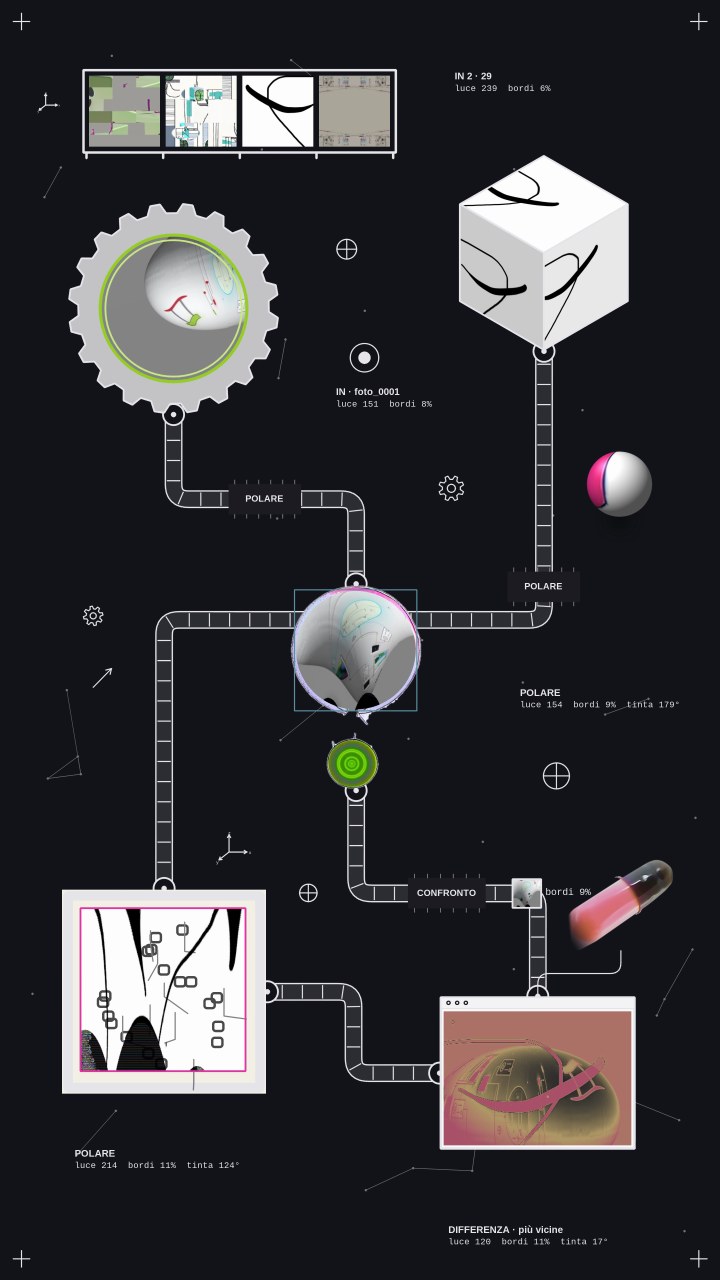 IN 2 · 29
luce 239  bordi 6%
IN · foto_0001
luce 151  bordi 8%
POLARE
POLARE
POLARE
luce 154  bordi 9%  tinta 179°
CONFRONTO
bordi 9%
POLARE
luce 214  bordi 11%  tinta 124°
DIFFERENZA · più vicine
luce 120  bordi 11%  tinta 17°